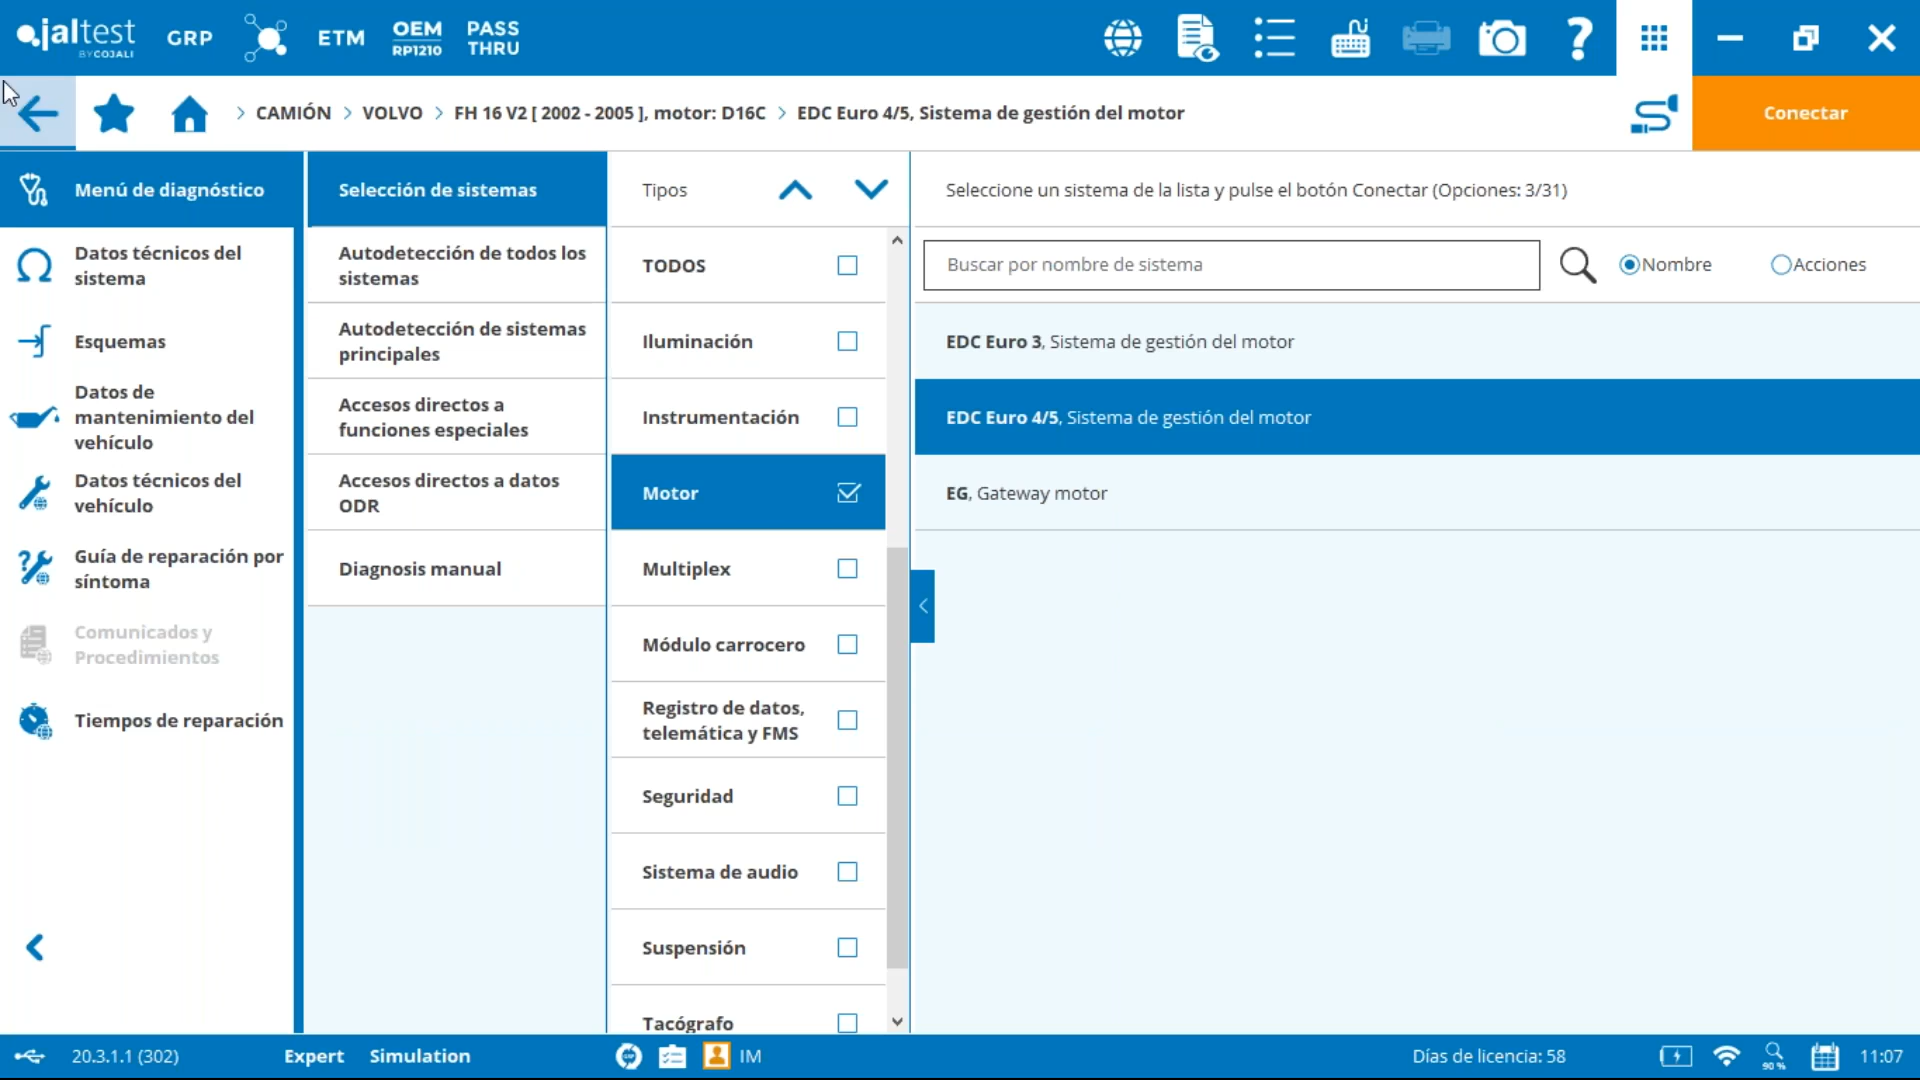 jaltest
BY COJALI
GRP
ETM
OEM
RP1210
PASS
THRU
> CAMIÓN > VOLVO > FH 16 V2 [ 2002 - 2005 ], motor: D16C > EDC Euro 4/5, Sistema de gestión del motor
Conectar
Menú de diagnóstico
Datos técnicos del
sistema
Esquemas
Datos de
mantenimiento del
vehículo
Datos técnicos del
vehículo
Guía de reparación por
síntoma
Comunicados y
Procedimientos
Tiempos de reparación
Selección de sistemas
Autodetección de todos los
sistemas
Autodetección de sistemas
principales
Accesos directos a
funciones especiales
Accesos directos a datos
ODR
Diagnosis manual
Tipos
TODOS
Iluminación
Instrumentación
Motor
Multiplex
Módulo carrocero
Registro de datos,
telemática y FMS
Seguridad
Sistema de audio
Suspensión
Tacógrafo
Seleccione un sistema de la lista y pulse el botón Conectar (Opciones: 3/31)
Buscar por nombre de sistema
Nombre
Acciones
EDC Euro 3, Sistema de gestión del motor
EDC Euro 4/5, Sistema de gestión del motor
EG, Gateway motor
20.3.1.1 (302)
Expert
Simulation
IM
Días de licencia: 58
90 %
11:07